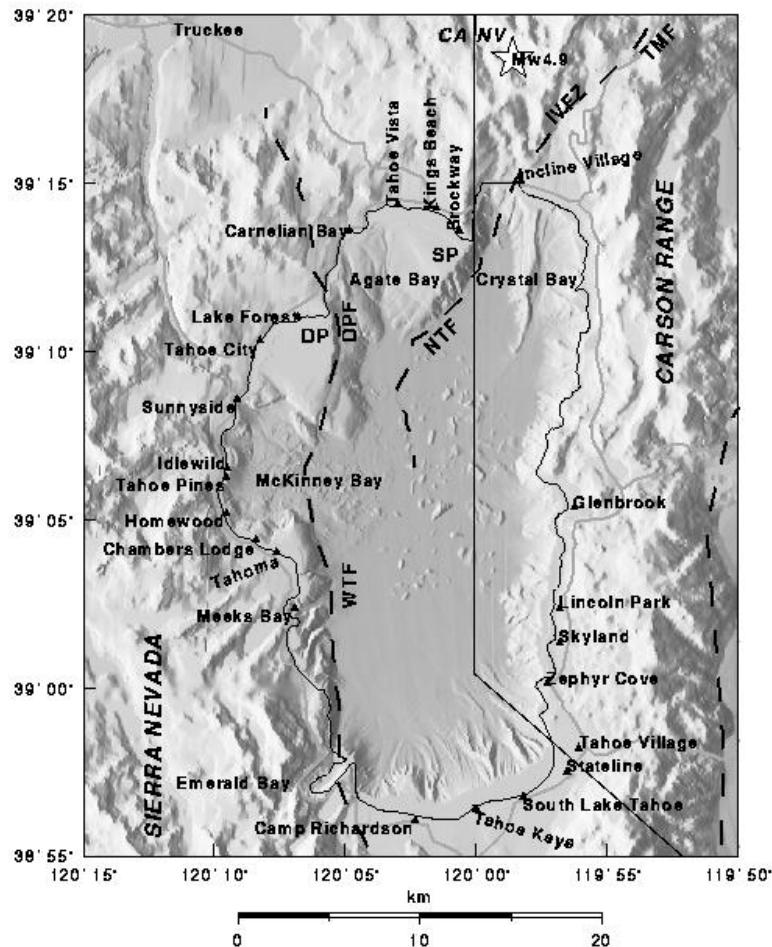 39°20'
Truckee
CA NV
Mw4.9
TMF
IVFZ
39°15'
Tahoe Vista
Kings Beach
Brockway
Incline Village
Carnelian Bay
SP
Agate Bay
Crystal Bay
CARSON RANGE
Lake Forest
DP
DPF
NTF
39°10'
Tahoe City
Sunnyside
Idlewild
Tahoe Pines
McKinney Bay
39°05'
Homewood
Glenbrook
Chambers Lodge
Tahoma
WTF
Meeks Bay
Lincoln Park
Skyland
39°00'
Zephyr Cove
SIERRA NEVADA
Tahoe Village
Stateline
Emerald Bay
South Lake Tahoe
Camp Richardson
Tahoe Keys
38°55'
120°15' 120°10' 120°05' 120°00' 119°55' 119°50'
km
0 10 20